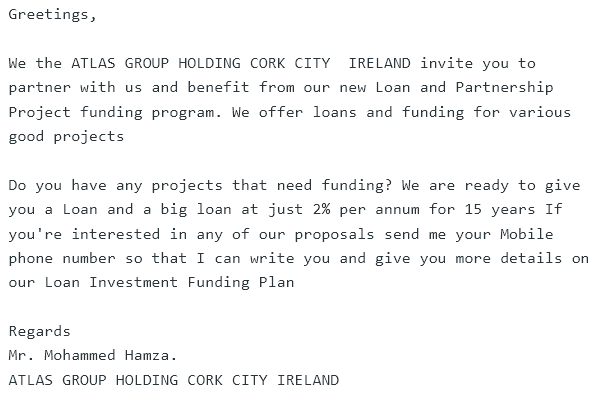 Greetings,

We the ATLAS GROUP HOLDING CORK CITY  IRELAND invite you to
partner with us and benefit from our new Loan and Partnership
Project funding program. We offer loans and funding for various
good projects

Do you have any projects that need funding? We are ready to give
you a Loan and a big loan at just 2% per annum for 15 years If
you're interested in any of our proposals send me your Mobile
phone number so that I can write you and give you more details on
our Loan Investment Funding Plan

Regards
Mr. Mohammed Hamza.
ATLAS GROUP HOLDING CORK CITY IRELAND